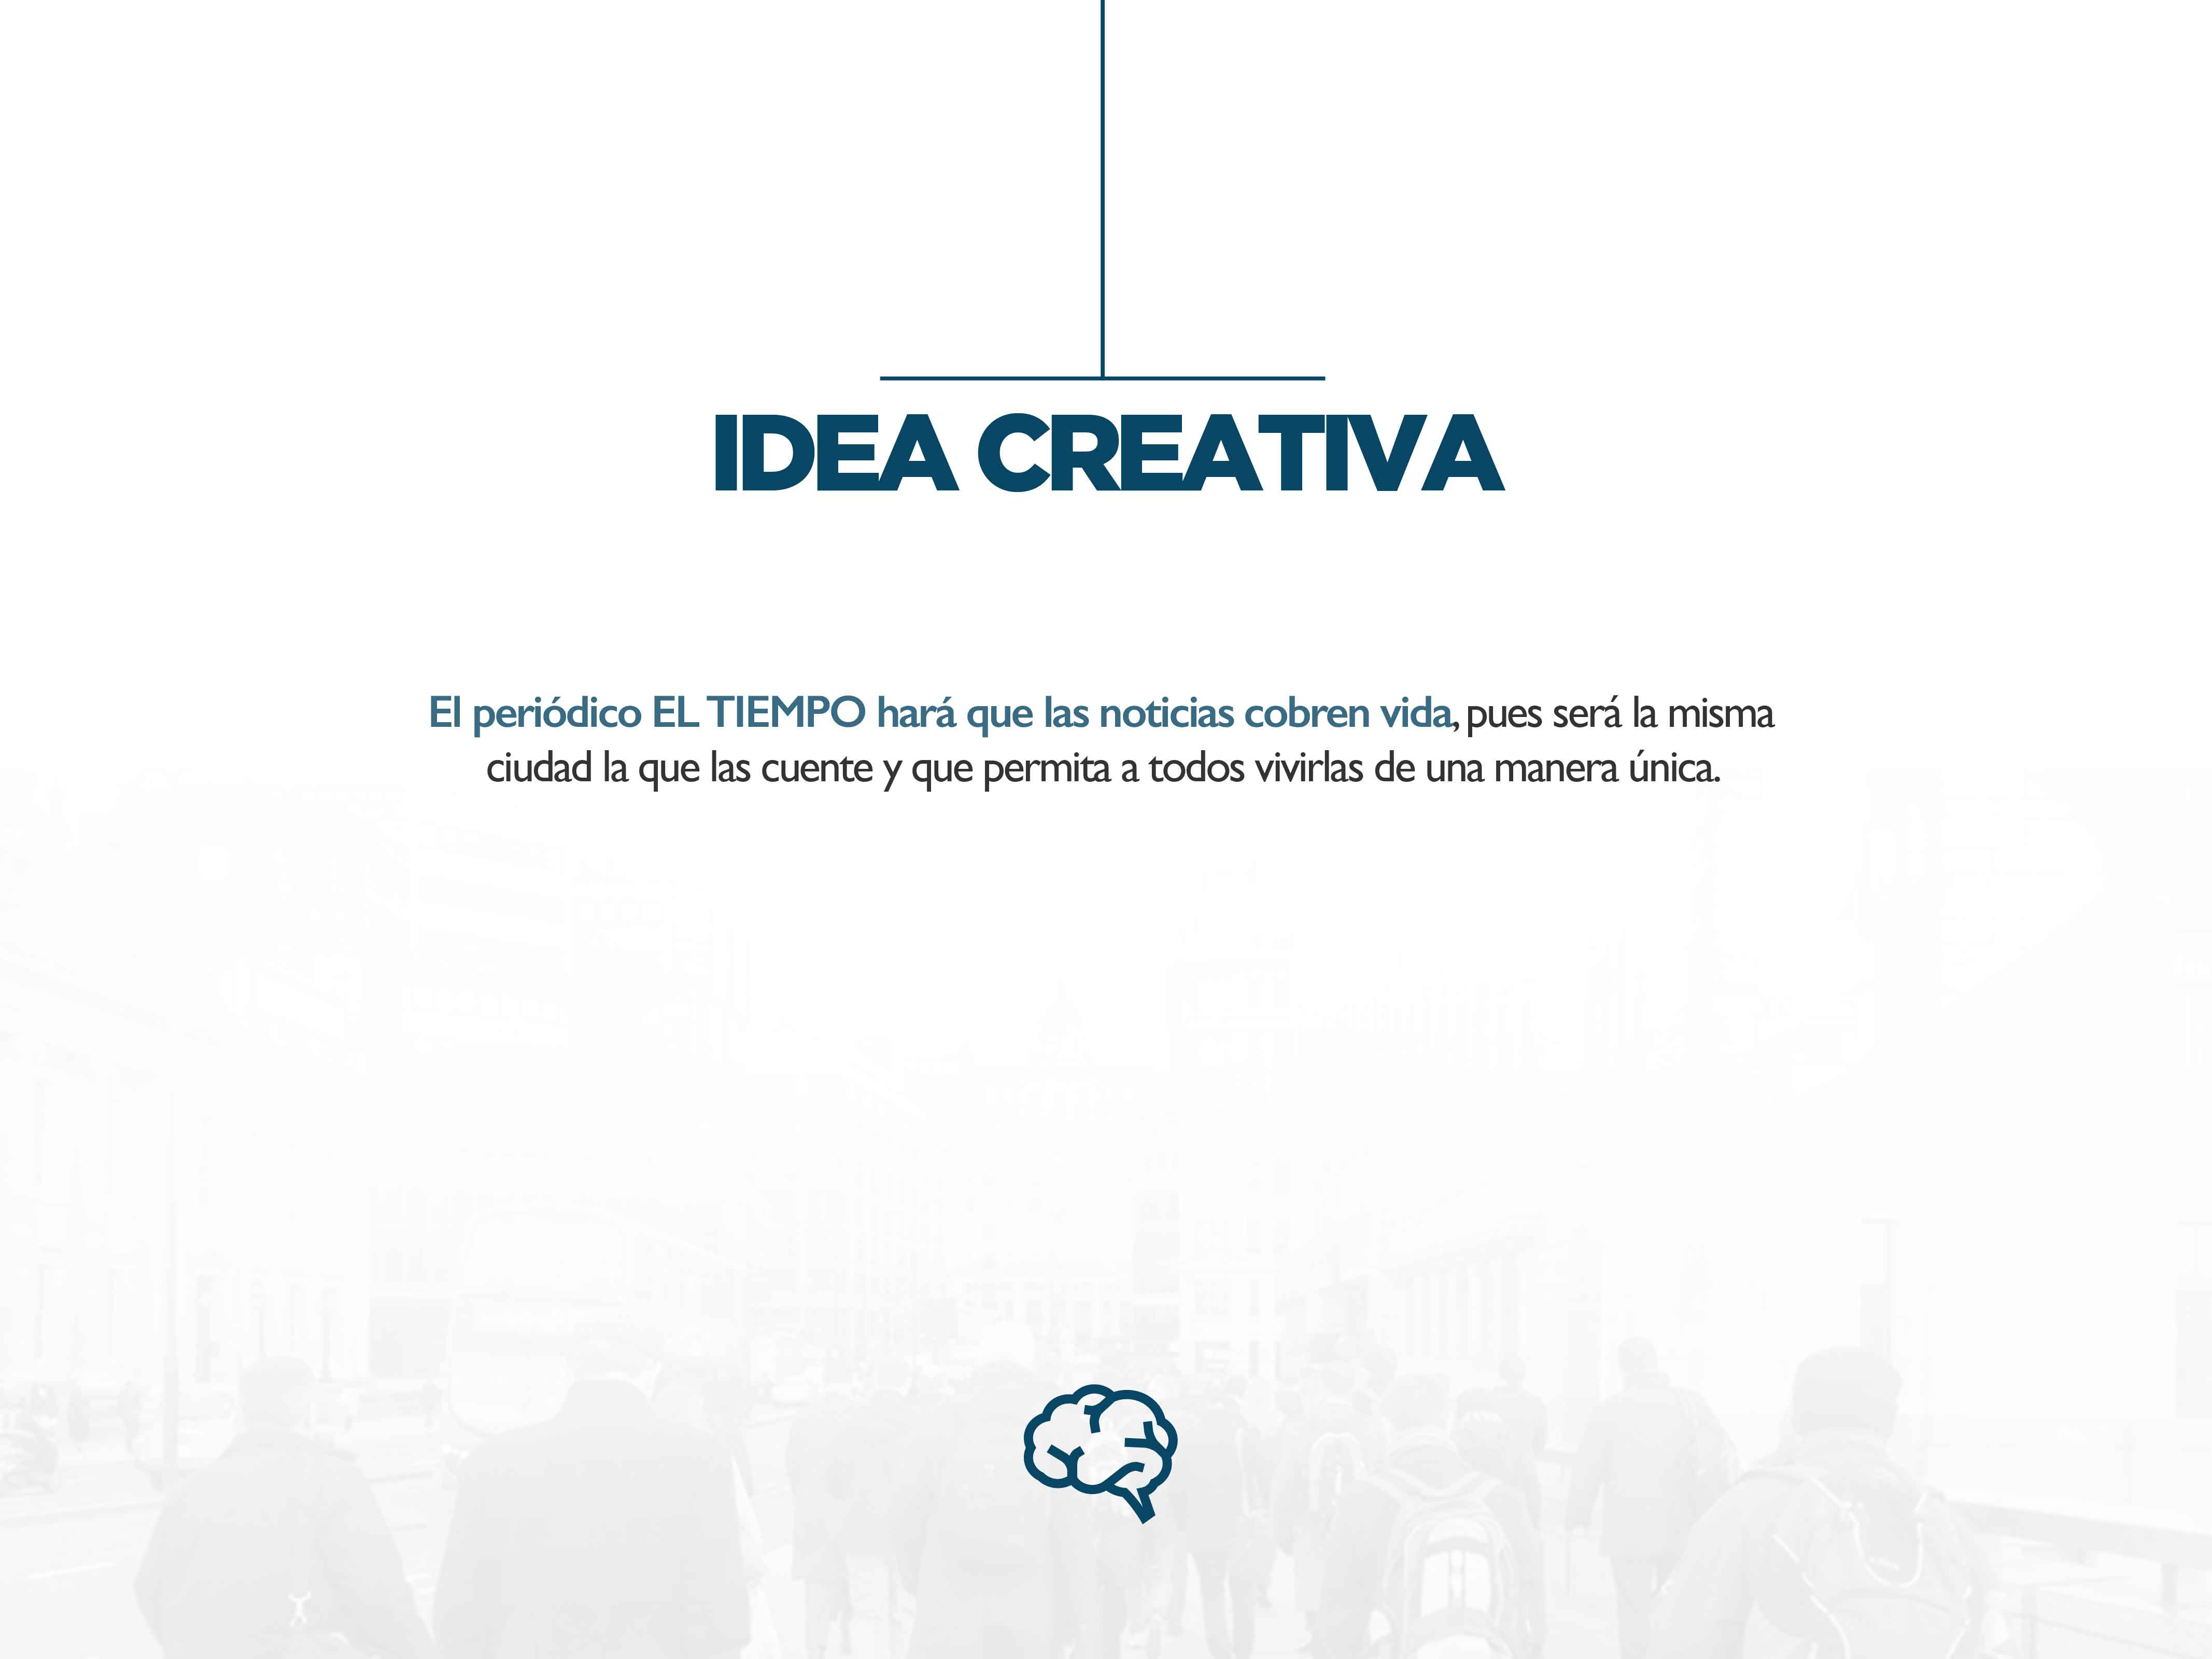 IDEA CREATIVA
El periódico EL TIEMPO hará que las noticias cobren vida, pues será la misma
ciudad la que las cuente y que permita a todos vivirlas de una manera única.